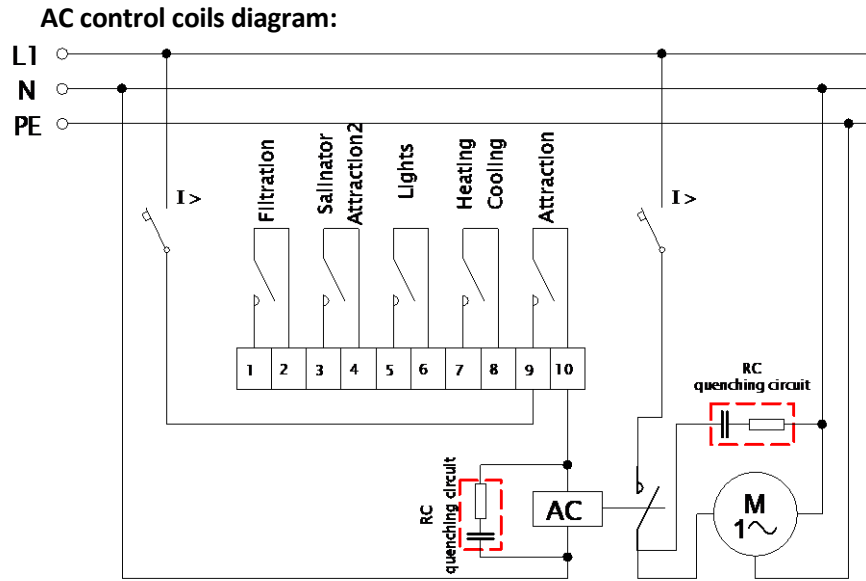 AC control coils diagram:
L1
N
PE
I >
I >
Filtration
Salinator
Attraction2
Lights
Heating
Cooling
Attraction
1 2 3 4 5 6 7 8 9 10
RC
quenching circuit
RC
quenching circuit
AC
M
1~